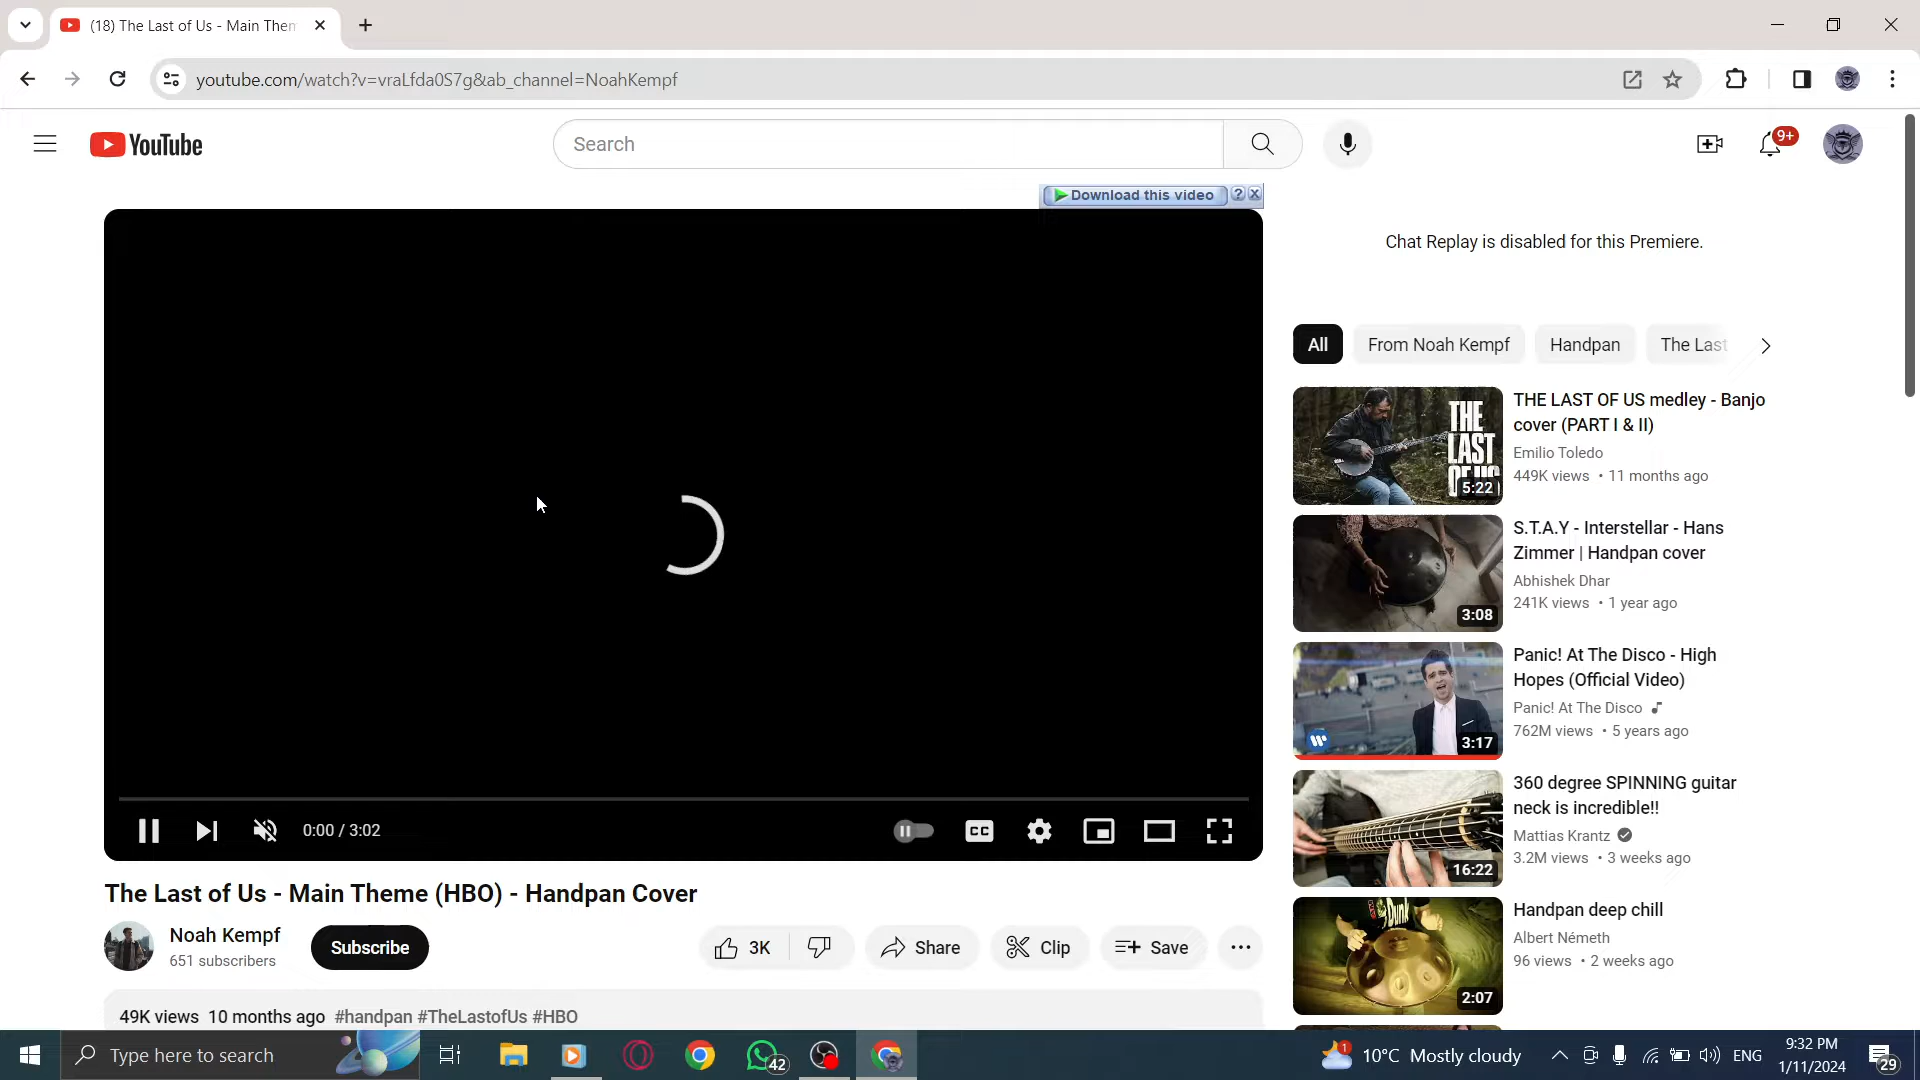 (18) The Last of Us - Main Them
youtube.com/watch?v=vraLfda0S7g&ab_channel=NoahKempf
YouTube
Search
9+
Download this video
?
x
Chat Replay is disabled for this Premiere.
All
From Noah Kempf
Handpan
The Last
THE LAST OF US
5:22
THE LAST OF US medley - Banjo
cover (PART I & II)
Emilio Toledo
449K views • 11 months ago
3:08
S.T.A.Y - Interstellar - Hans
Zimmer | Handpan cover
Abhishek Dhar
241K views • 1 year ago
3:17
Panic! At The Disco - High
Hopes (Official Video)
Panic! At The Disco
762M views • 5 years ago
16:22
360 degree SPINNING guitar
neck is incredible!!
Mattias Krantz
3.2M views • 3 weeks ago
2:07
Handpan deep chill
Albert Németh
96 views • 2 weeks ago
0:00 / 3:02
CC
The Last of Us - Main Theme (HBO) - Handpan Cover
Noah Kempf
651 subscribers
Subscribe
3K
Share
Clip
Save
49K views 10 months ago #handpan #TheLastofUs #HBO
Type here to search
42
1
10°C Mostly cloudy
ENG
9:32 PM
1/11/2024
29